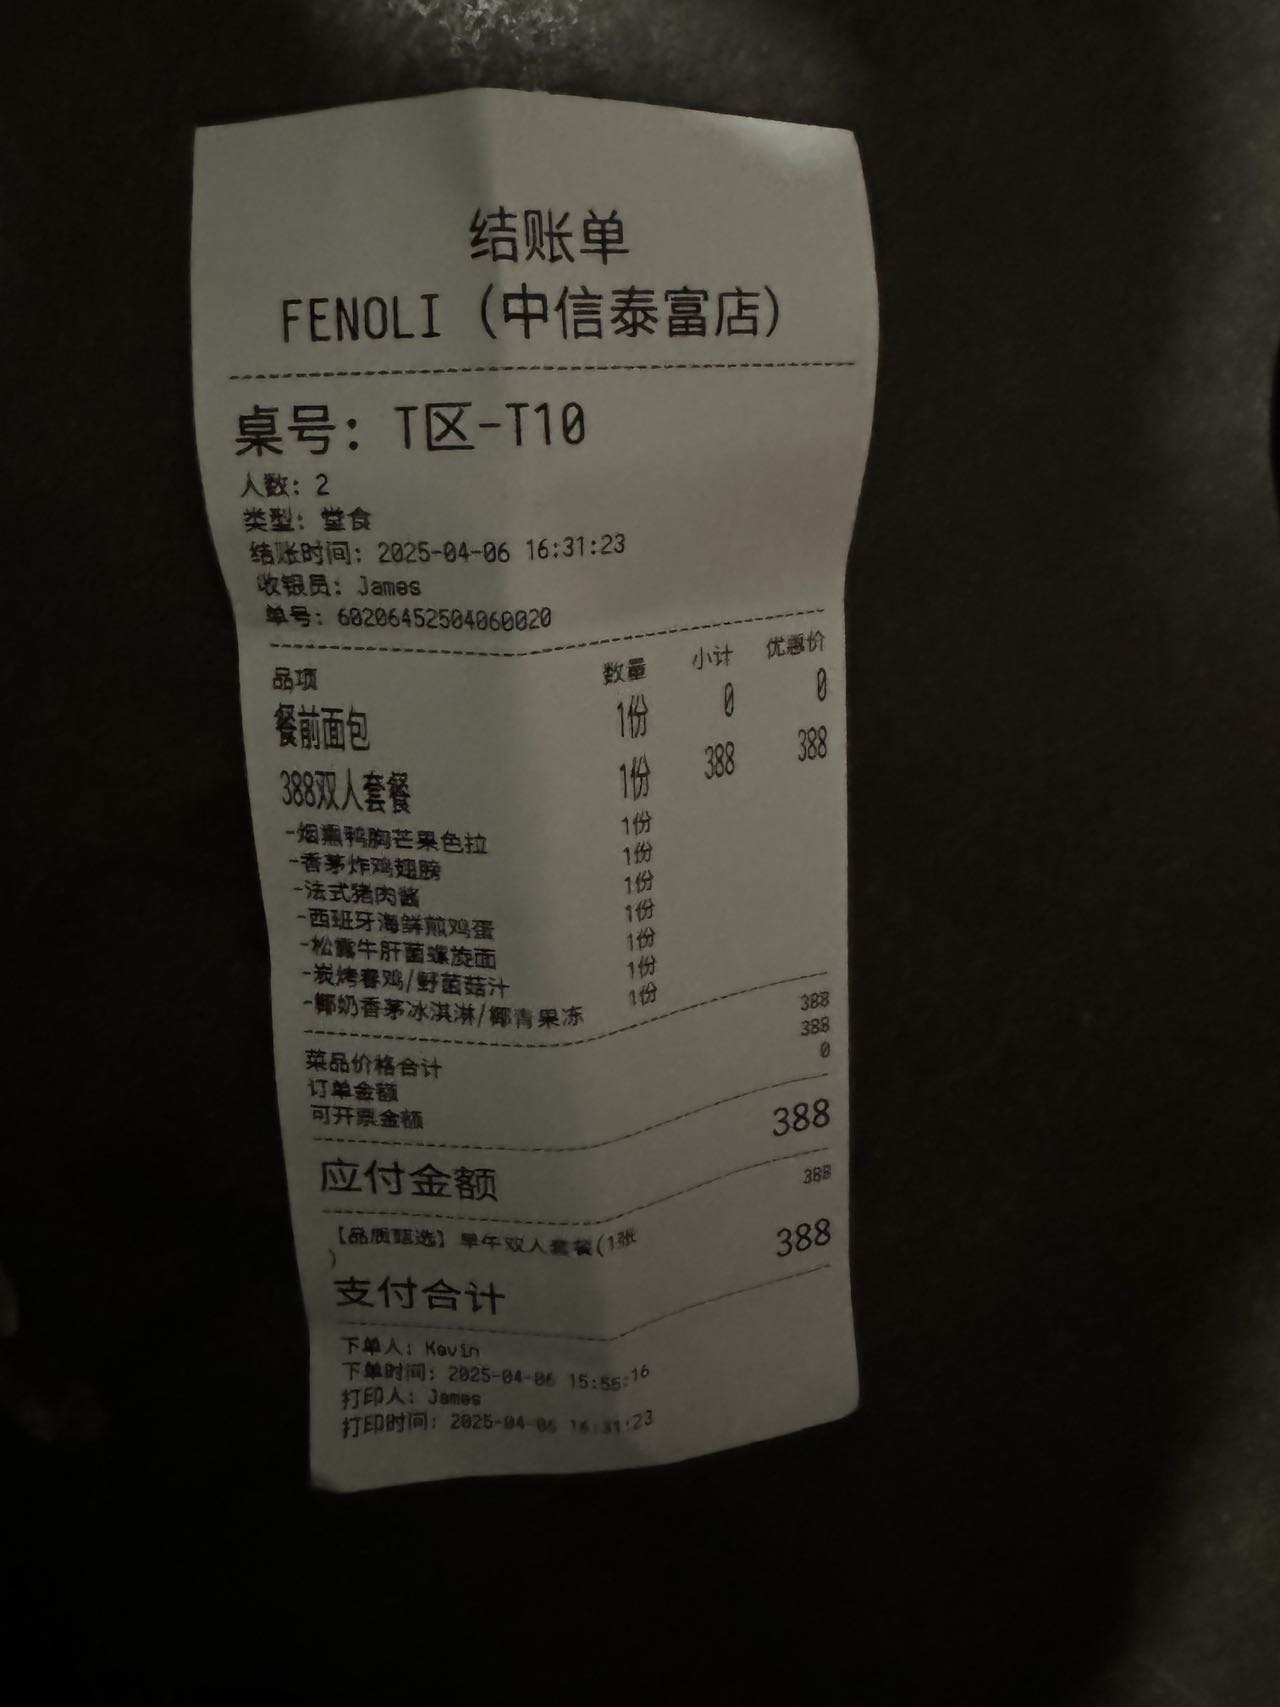 结账单
FENOLI (中信泰富店)
桌号: T区-T10
人数: 2
类型: 堂食
结账时间: 2025-04-06 16:31:23
收银员: James
单号: 60206452504060020
品项 数量 小计 优惠价
餐前面包 1份 0 0
388双人套餐 1份 388 388
-烟熏鸭胸芒果色拉 1份
-香茅炸鸡翅膀 1份
-法式猪肉酱 1份
-西班牙海鲜煎鸡蛋 1份
-松露牛肝菌螺旋面 1份
-炭烤春鸡/野菌菇汁 1份
-椰奶香茅冰淇淋/椰青果冻 1份
菜品价格合计 388
订单金额 388
可开票金额 0
应付金额 388
【品质甄选】早午双人套餐(1张 388
)
支付合计 388
下单人: Kevin
下单时间: 2025-04-06 15:55:16
打印人: James
打印时间: 2025-04-06 16:31:23